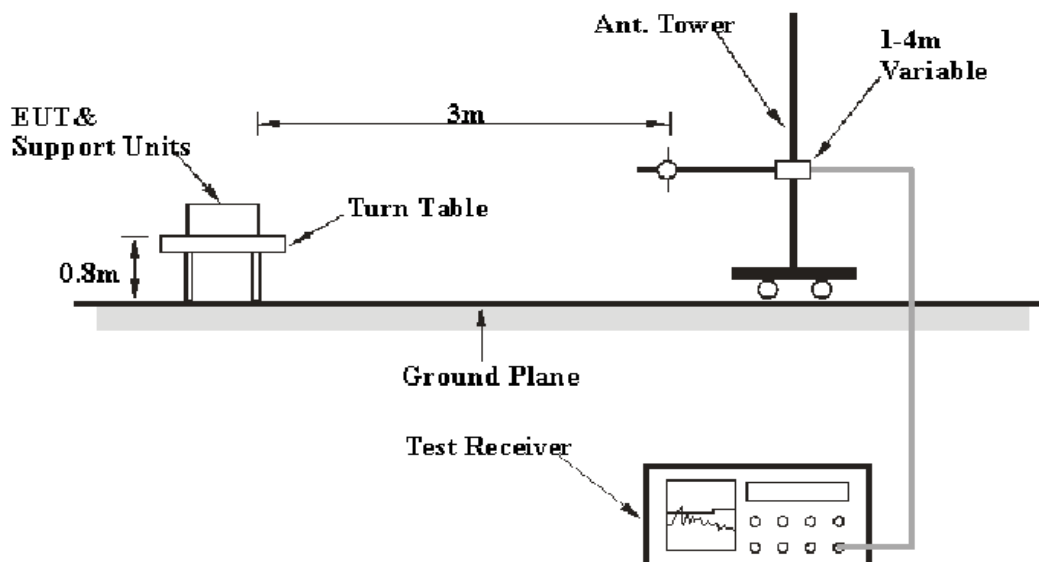 Ant. Tower
1-4m
Variable
EUT&
Support Units
3m
Turn Table
0.8m
Ground Plane
Test Receiver